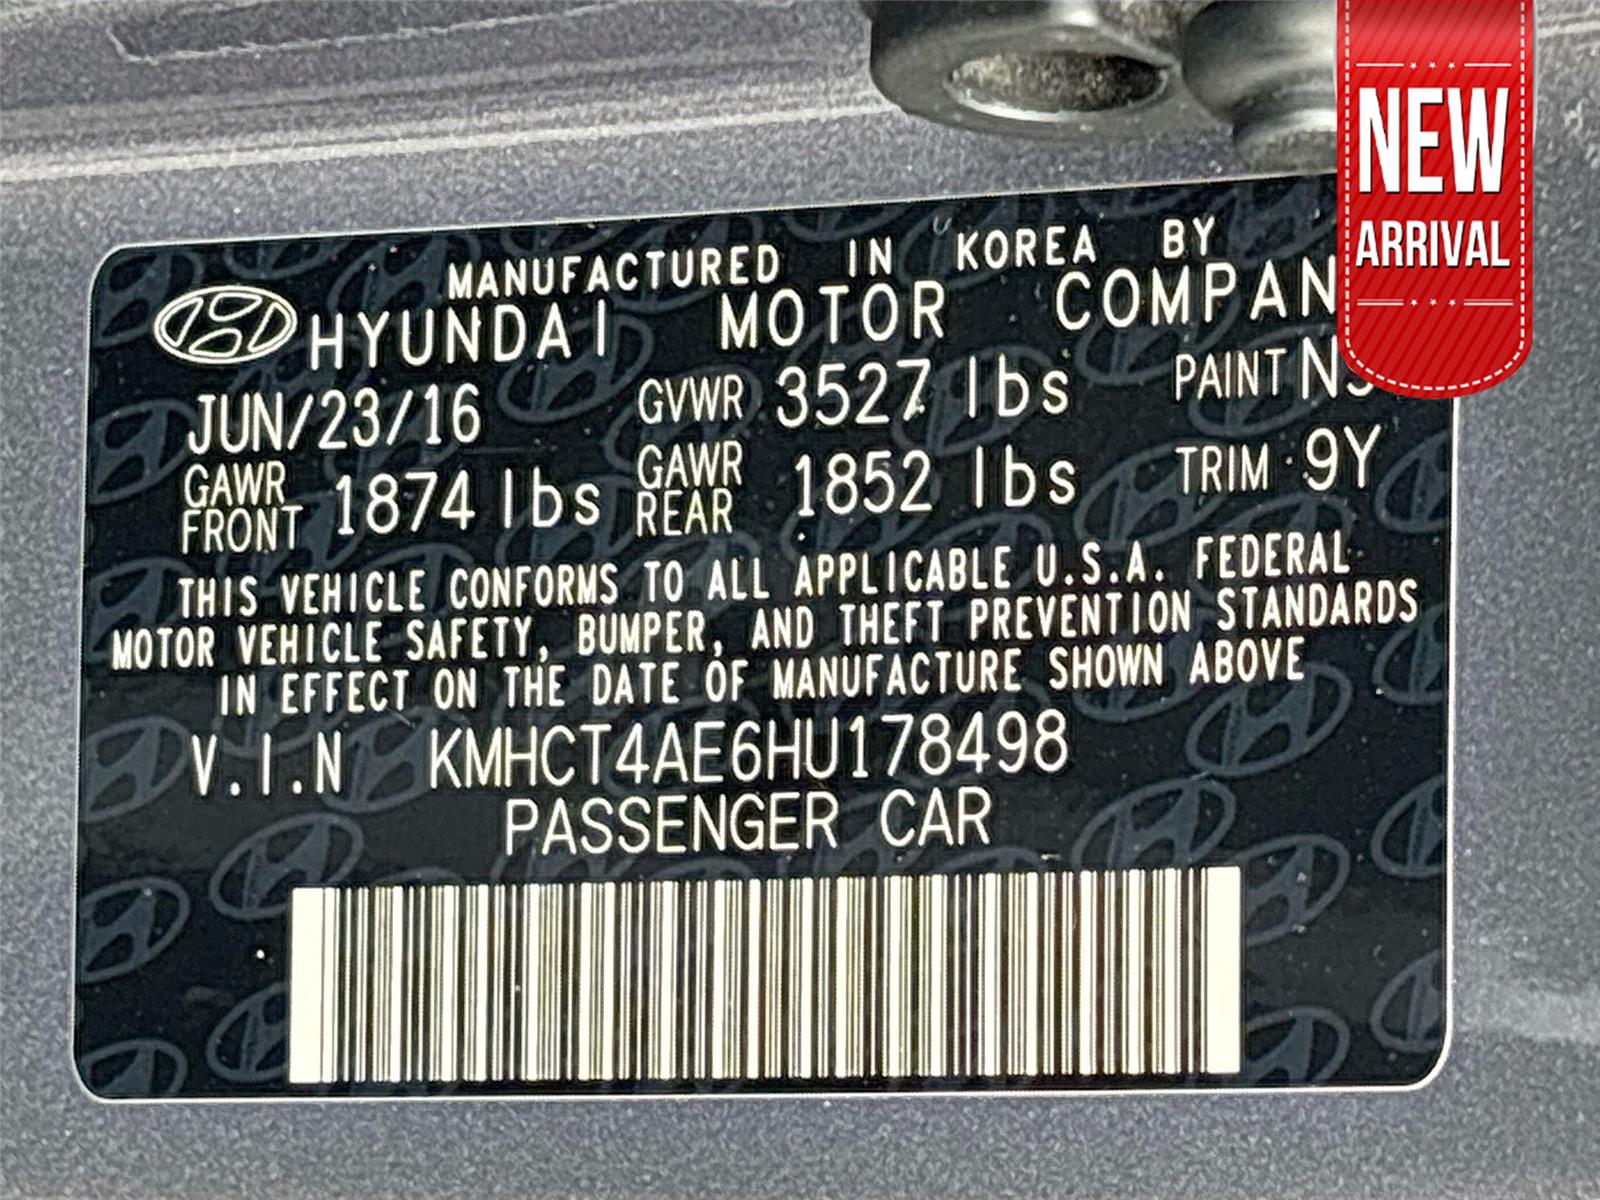 NEW
ARRIVAL
MANUFACTURED IN KOREA BY
HYUNDAI MOTOR COMPAN
JUN/23/16 GVWR 3527 lbs PAINT
GAWR FRONT 1874 lbs GAWR REAR 1852 lbs TRIM 9Y
THIS VEHICLE CONFORMS TO ALL APPLICABLE U.S.A. FEDERAL
MOTOR VEHICLE SAFETY, BUMPER, AND THEFT PREVENTION STANDARDS
IN EFFECT ON THE DATE OF MANUFACTURE SHOWN ABOVE
V.I.N KMHCT4AE6HU178498
PASSENGER CAR